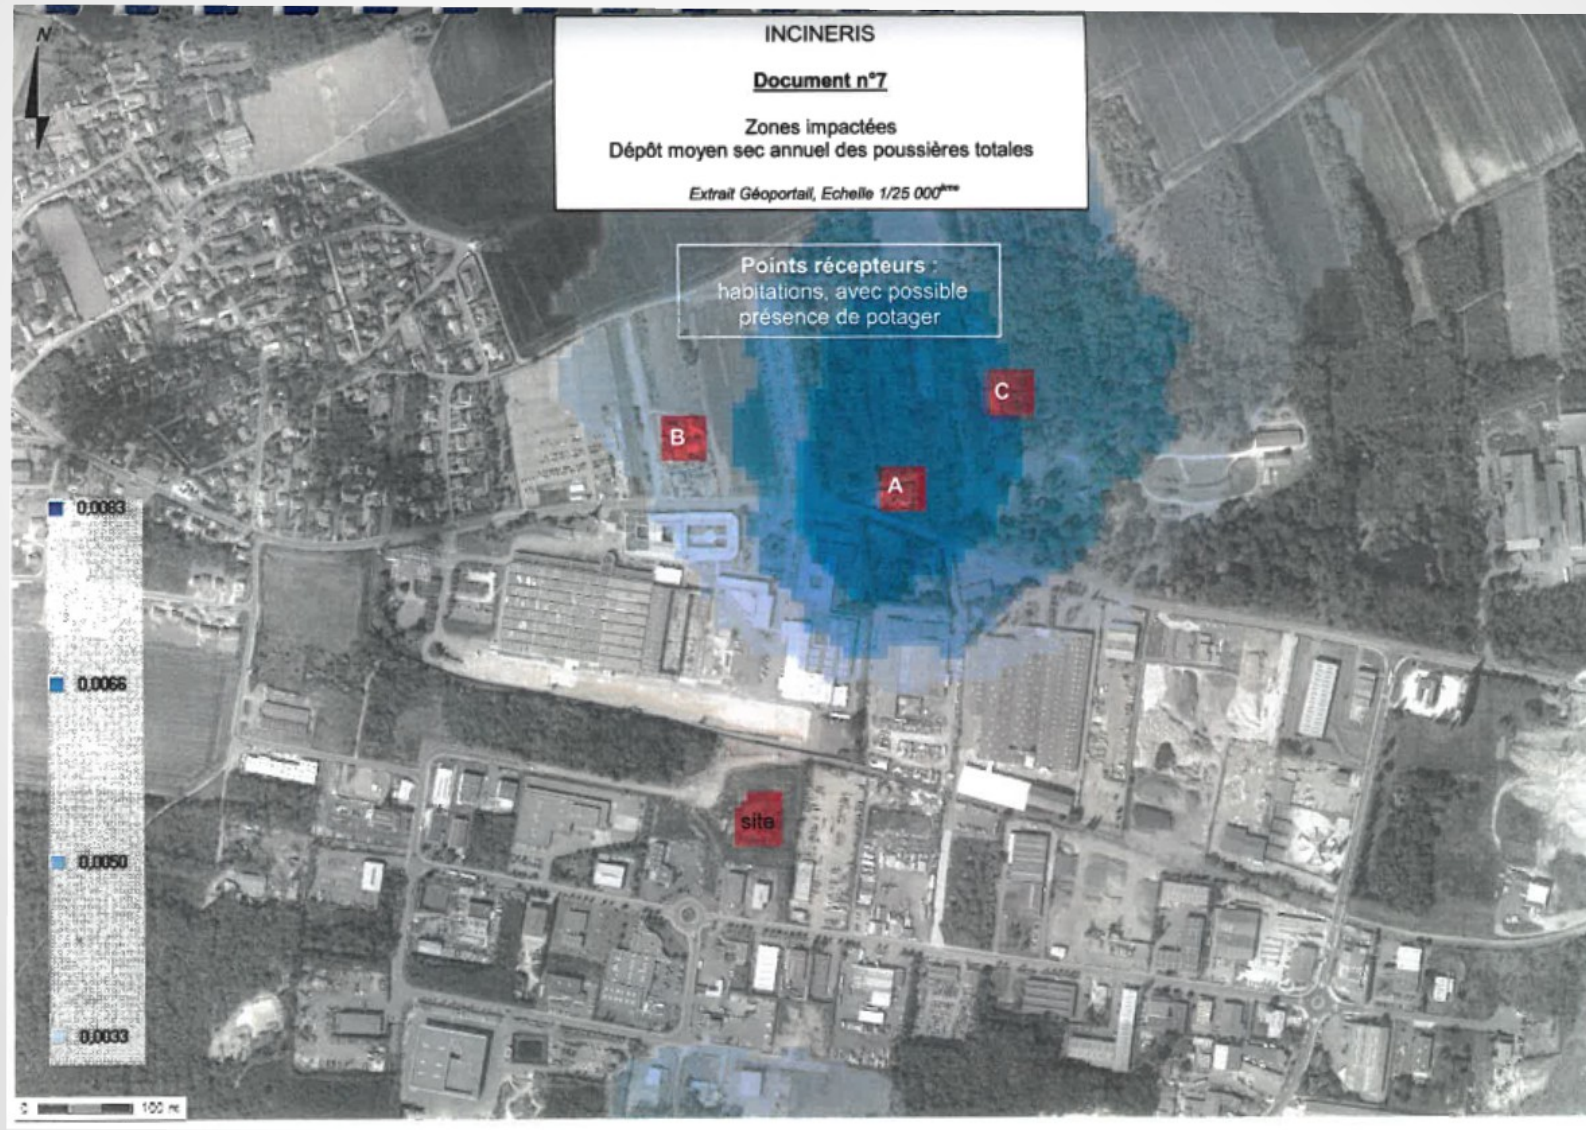 N
INCINERIS
Document n°7
Zones impactées
Dépôt moyen sec annuel des poussières totales
Extrait Géoportail, Echelle 1/25 000ème
Points récepteurs :
habitations, avec possible
présence de potager
C
B
A
0,0083
0,0066
site
0,0050
0,0033
0 100 m